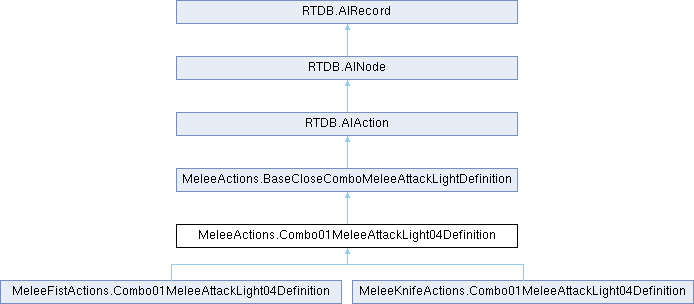 RTDB.AIRecord
RTDB.AINode
RTDB.AIAction
MeleeActions.BaseCloseComboMeleeAttackLightDefinition
MeleeActions.Combo01MeleeAttackLight04Definition
MeleeFistActions.Combo01MeleeAttackLight04Definition
MeleeKnifeActions.Combo01MeleeAttackLight04Definition